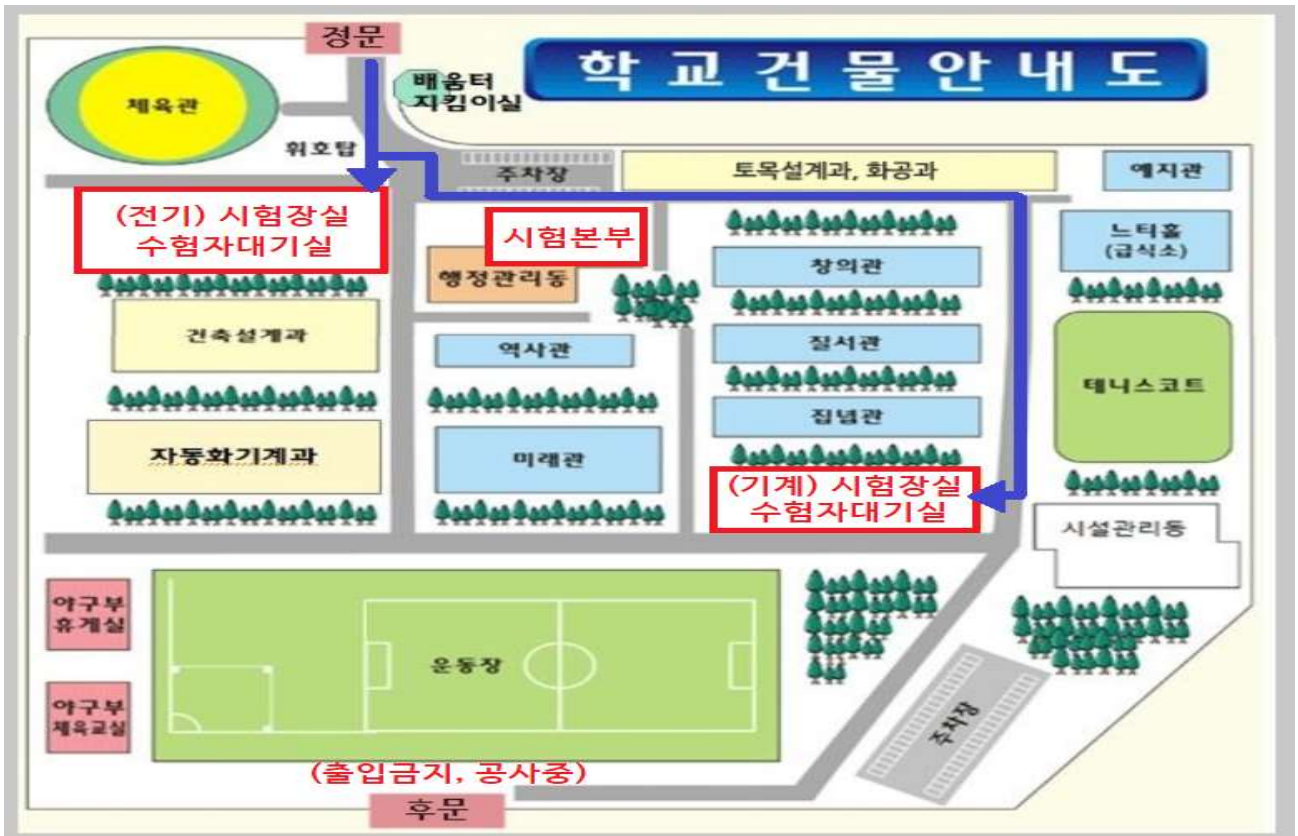 정문
학교건물안내도
배움터
지킴이실
체육관
휘호탑
주차장
토목설계과, 화공과
예지관
(전기) 시험장실
수험자대기실
시험본부
느티홀
(급식소)
행정관리동
창의관
건축설계과
역사관
질서관
테니스코트
집념관
자동화기계과
미래관
(기계) 시험장실
수험자대기실
시설관리동
야구부
휴게실
운동장
야구부
체육교실
주차장
(출입금지, 공사중)
후문